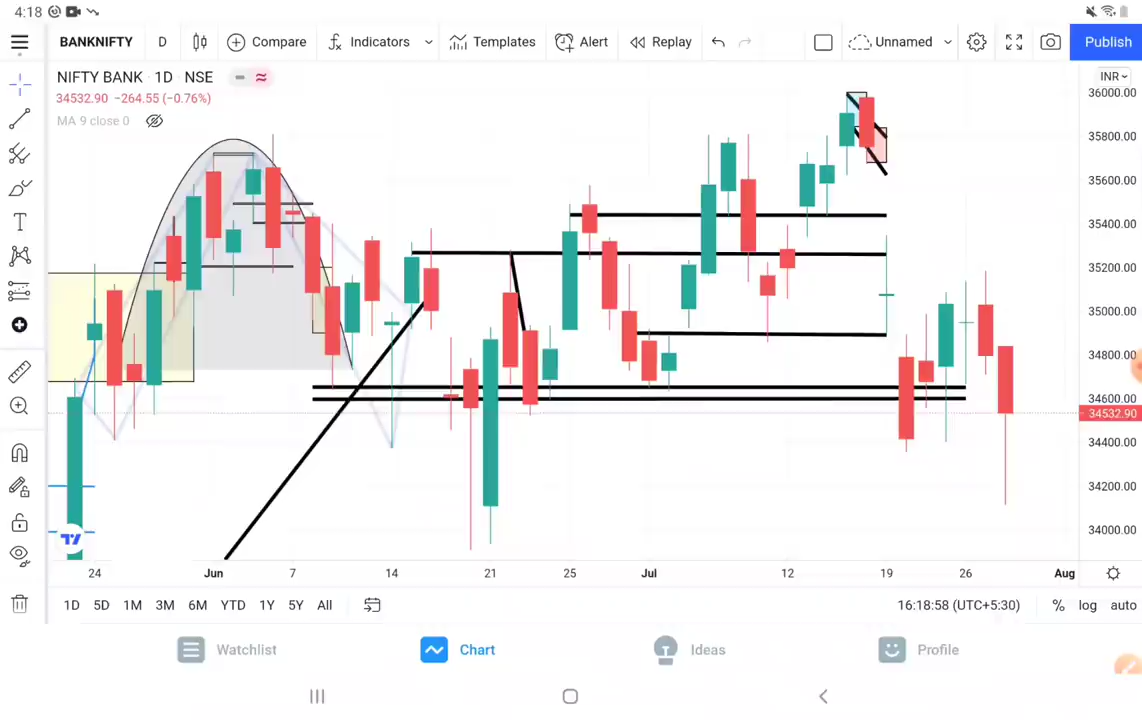 4:18
BANKNIFTY D Compare Indicators Templates Alert Replay Unnamed Publish
NIFTY BANK 1D NSE
34532.90 −264.55 (−0.76%)
MA 9 close 0
INR
36000.00
35800.00
35600.00
35400.00
35200.00
35000.00
34800.00
34600.00
34532.90
34400.00
34200.00
34000.00
24 Jun 7 14 21 25 Jul 12 19 26 Aug
1D 5D 1M 3M 6M YTD 1Y 5Y All 16:18:58 (UTC+5:30) % log auto
Watchlist Chart Ideas Profile